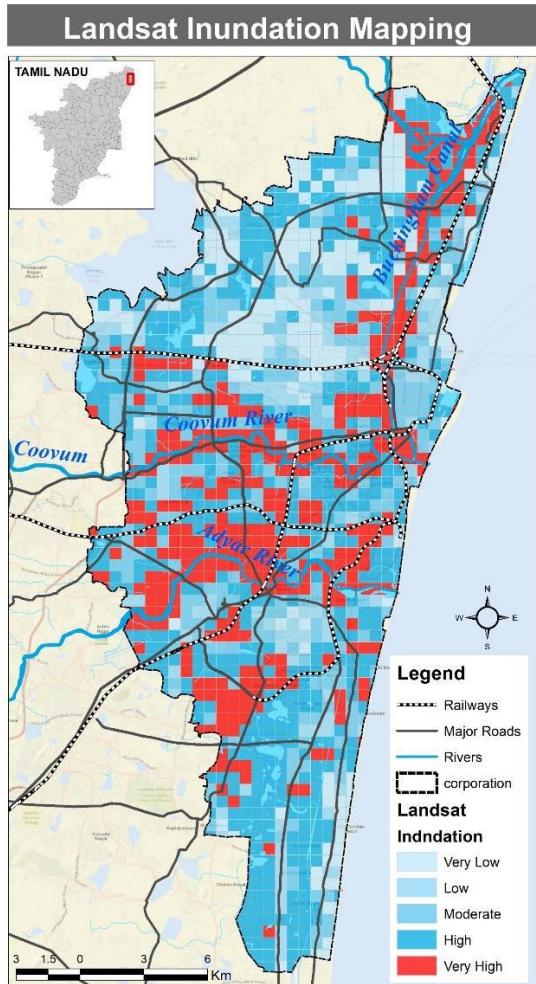 Landsat Inundation Mapping
TAMIL NADU
Buckingham Canal
Coovum River
Coovum
Adyar River
N
W E
S
Legend
Railways
Major Roads
Rivers
corporation
Landsat
Indndation
Very Low
Low
Moderate
High
Very High
3 1.5 0 3 6
Km